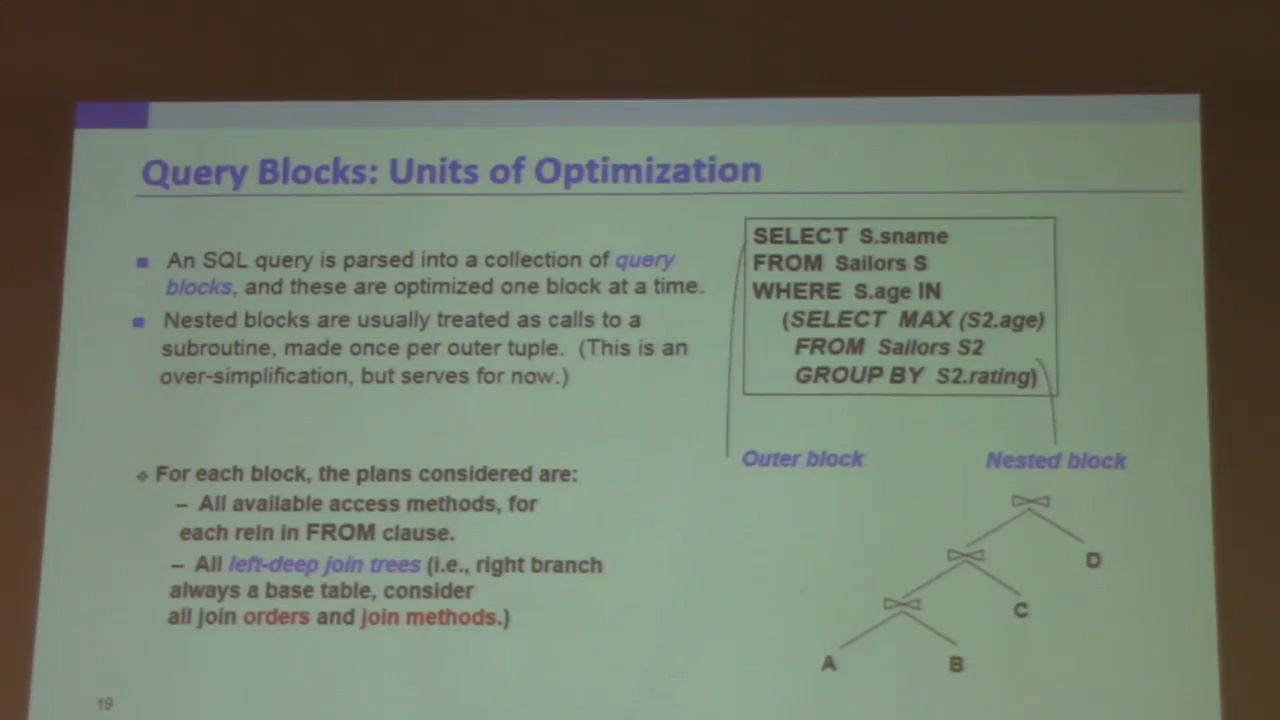 Query Blocks: Units of Optimization
An SQL query is parsed into a collection of query
blocks, and these are optimized one block at a time.
Nested blocks are usually treated as calls to a
subroutine, made once per outer tuple. (This is an
over-simplification, but serves for now.)
For each block, the plans considered are:
– All available access methods, for
each reln in FROM clause.
– All left-deep join trees (i.e., right branch
always a base table, consider
all join orders and join methods.)
SELECT S.sname
FROM Sailors S
WHERE S.age IN
(SELECT MAX (S2.age)
FROM Sailors S2
GROUP BY S2.rating)
Outer block
Nested block
D
C
A
B
19